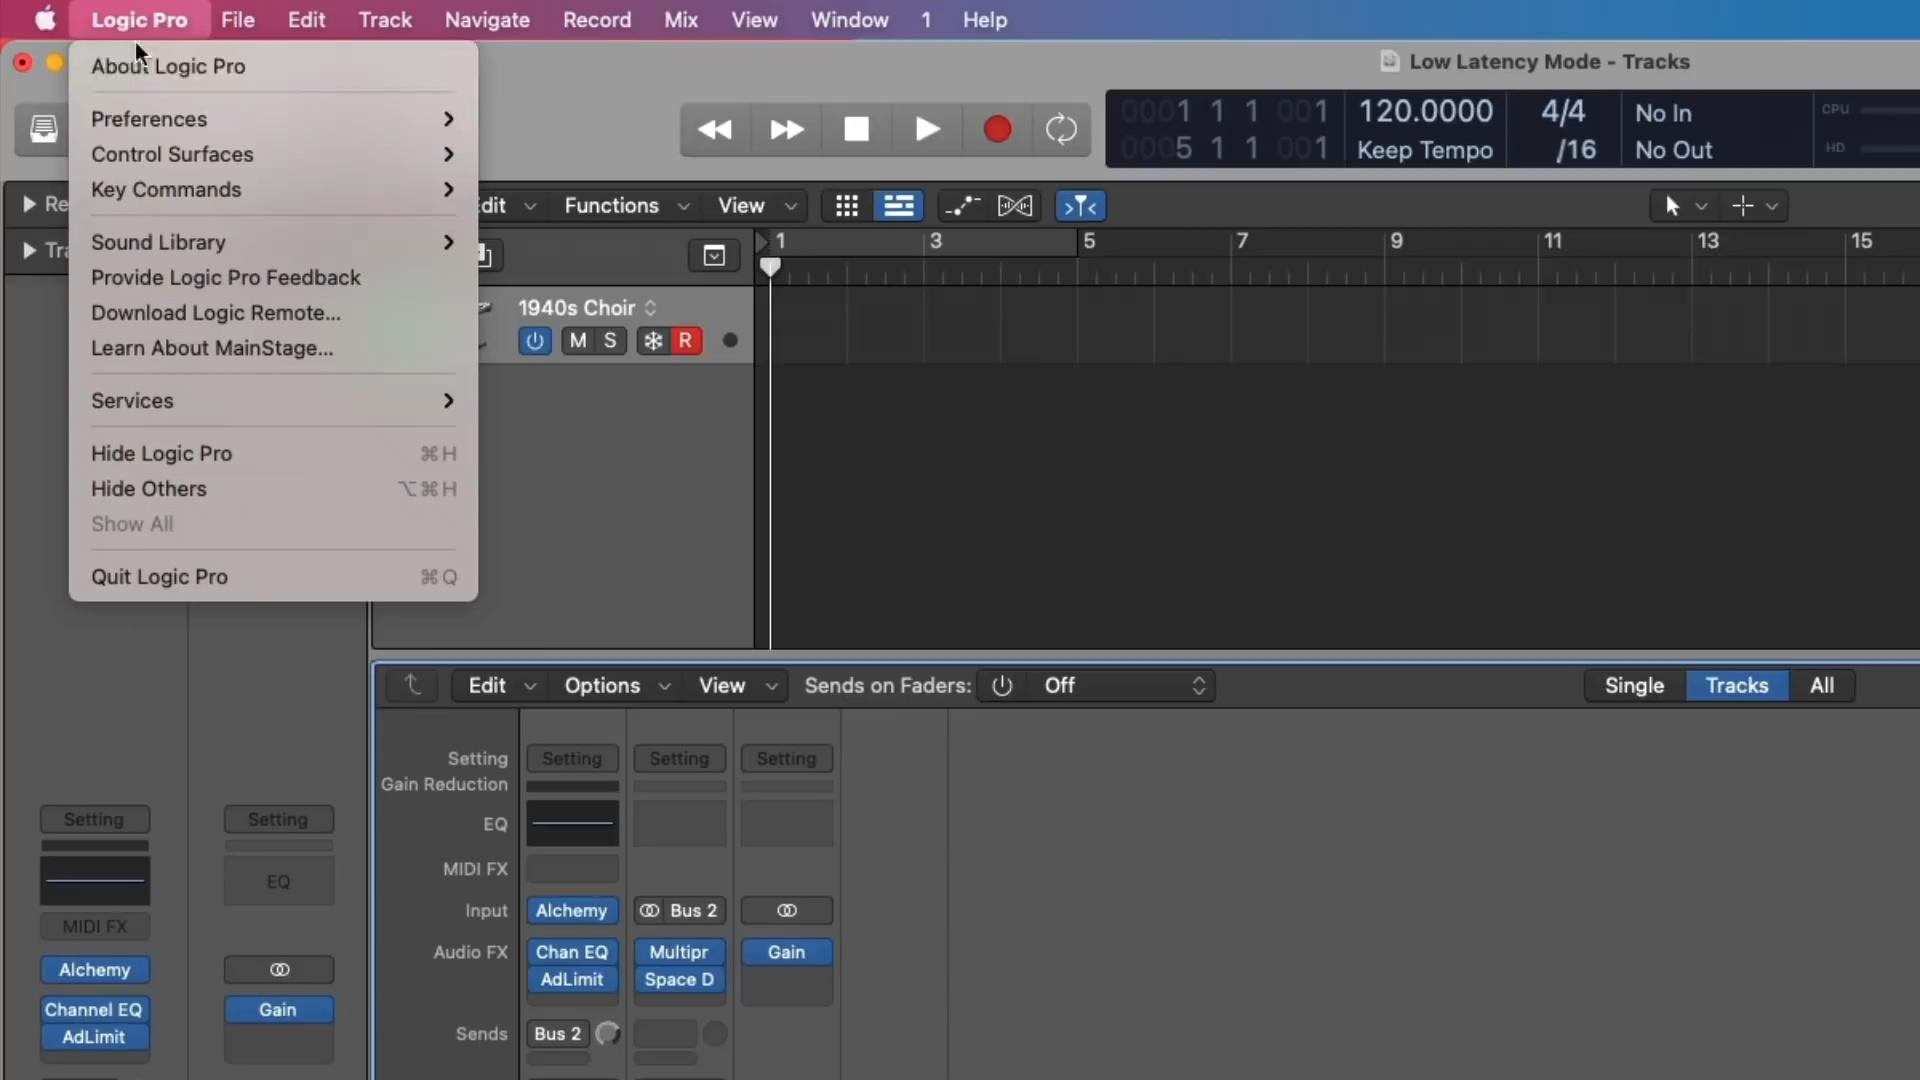 Logic Pro File Edit Track Navigate Record Mix View Window 1 Help
About Logic Pro
Preferences
Control Surfaces
Key Commands
Sound Library
Provide Logic Pro Feedback
Download Logic Remote...
Learn About MainStage...
Services
Hide Logic Pro ⌘H
Hide Others ⌥⌘H
Show All
Quit Logic Pro ⌘Q
Low Latency Mode - Tracks
0001 1 1 001 120.0000 4/4 No In CPU
0005 1 1 001 Keep Tempo /16 No Out HD
Re
Tra
dit Functions View
1 3 5 7 9 11 13 15
1940s Choir
M S R
Edit Options View Sends on Faders: Off Single Tracks All
Setting Setting Setting Setting
Gain Reduction
EQ
MIDI FX
Input Alchemy Bus 2
Audio FX Chan EQ Multipr Gain
AdLimit Space D
Sends Bus 2
Setting Setting
EQ
MIDI FX
Alchemy
Channel EQ Gain
AdLimit